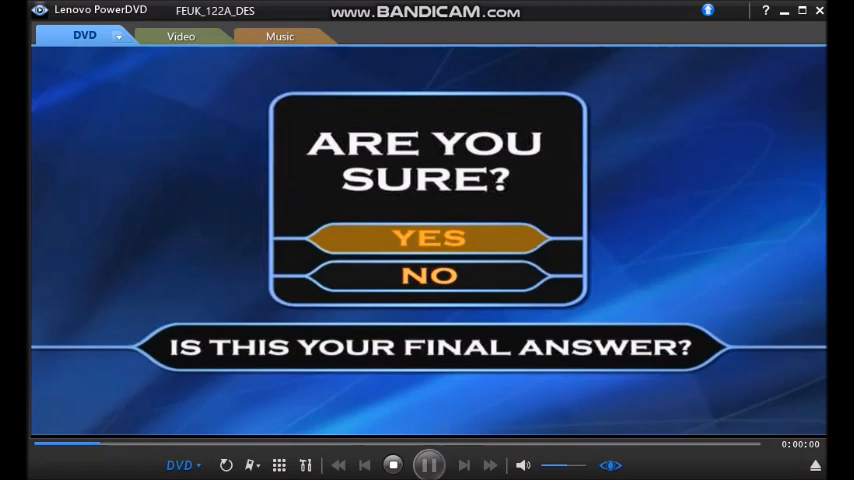 Lenovo PowerDVD
FEUK_122A_DES
www.BANDICAM.com
?
DVD
Video
Music
ARE YOU
SURE?
YES
NO
IS THIS YOUR FINAL ANSWER?
0:00:00
DVD